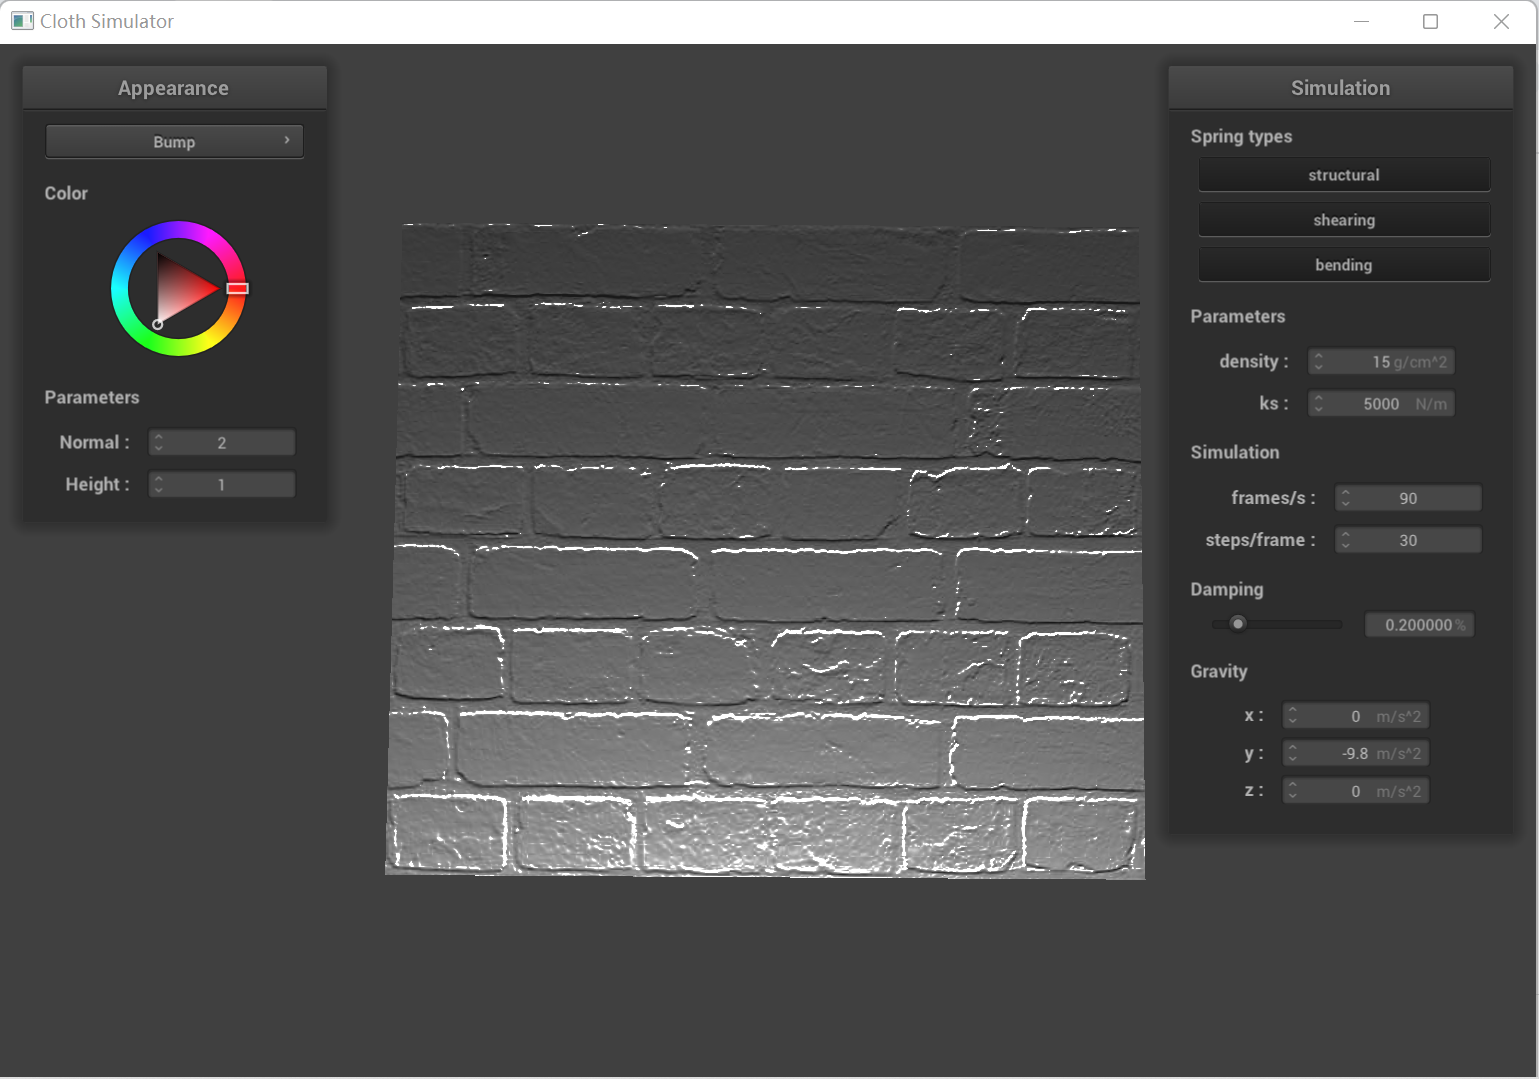 Cloth Simulator
Appearance
Bump
Color
Parameters
Normal : 2
Height : 1
Simulation
Spring types
structural
shearing
bending
Parameters
density : 15 g/cm^2
ks : 5000 N/m
Simulation
frames/s : 90
steps/frame : 30
Damping
0.200000 %
Gravity
x : 0 m/s^2
y : -9.8 m/s^2
z : 0 m/s^2